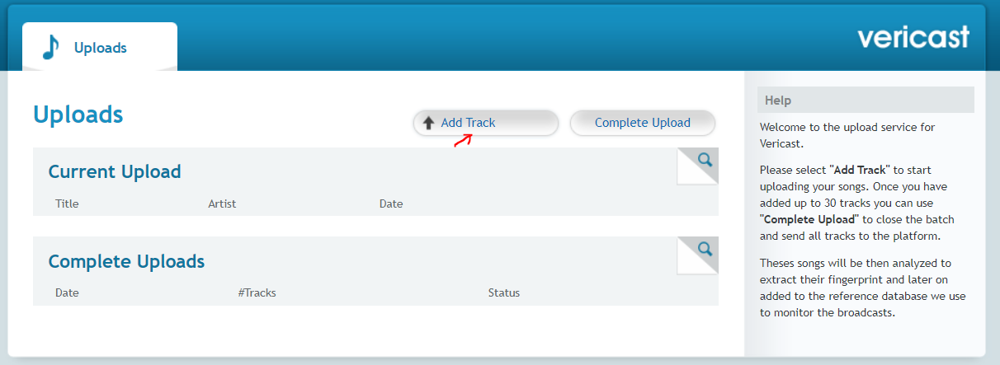 Uploads
vericast
Uploads
Add Track
Complete Upload
Current Upload
Title Artist Date
Complete Uploads
Date #Tracks Status
Help
Welcome to the upload service for
Vericast.
Please select "Add Track" to start
uploading your songs. Once you have
added up to 30 tracks you can use
"Complete Upload" to close the batch
and send all tracks to the platform.
Theses songs will be then analyzed to
extract their fingerprint and later on
added to the reference database we use
to monitor the broadcasts.